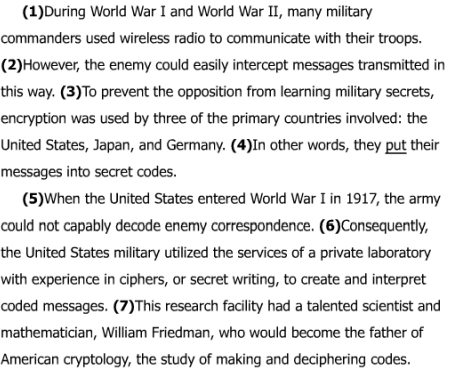 (1)During World War I and World War II, many military
commanders used wireless radio to communicate with their troops.
(2)However, the enemy could easily intercept messages transmitted in
this way. (3)To prevent the opposition from learning military secrets,
encryption was used by three of the primary countries involved: the
United States, Japan, and Germany. (4)In other words, they put their
messages into secret codes.
(5)When the United States entered World War I in 1917, the army
could not capably decode enemy correspondence. (6)Consequently,
the United States military utilized the services of a private laboratory
with experience in ciphers, or secret writing, to create and interpret
coded messages. (7)This research facility had a talented scientist and
mathematician, William Friedman, who would become the father of
American cryptology, the study of making and deciphering codes.